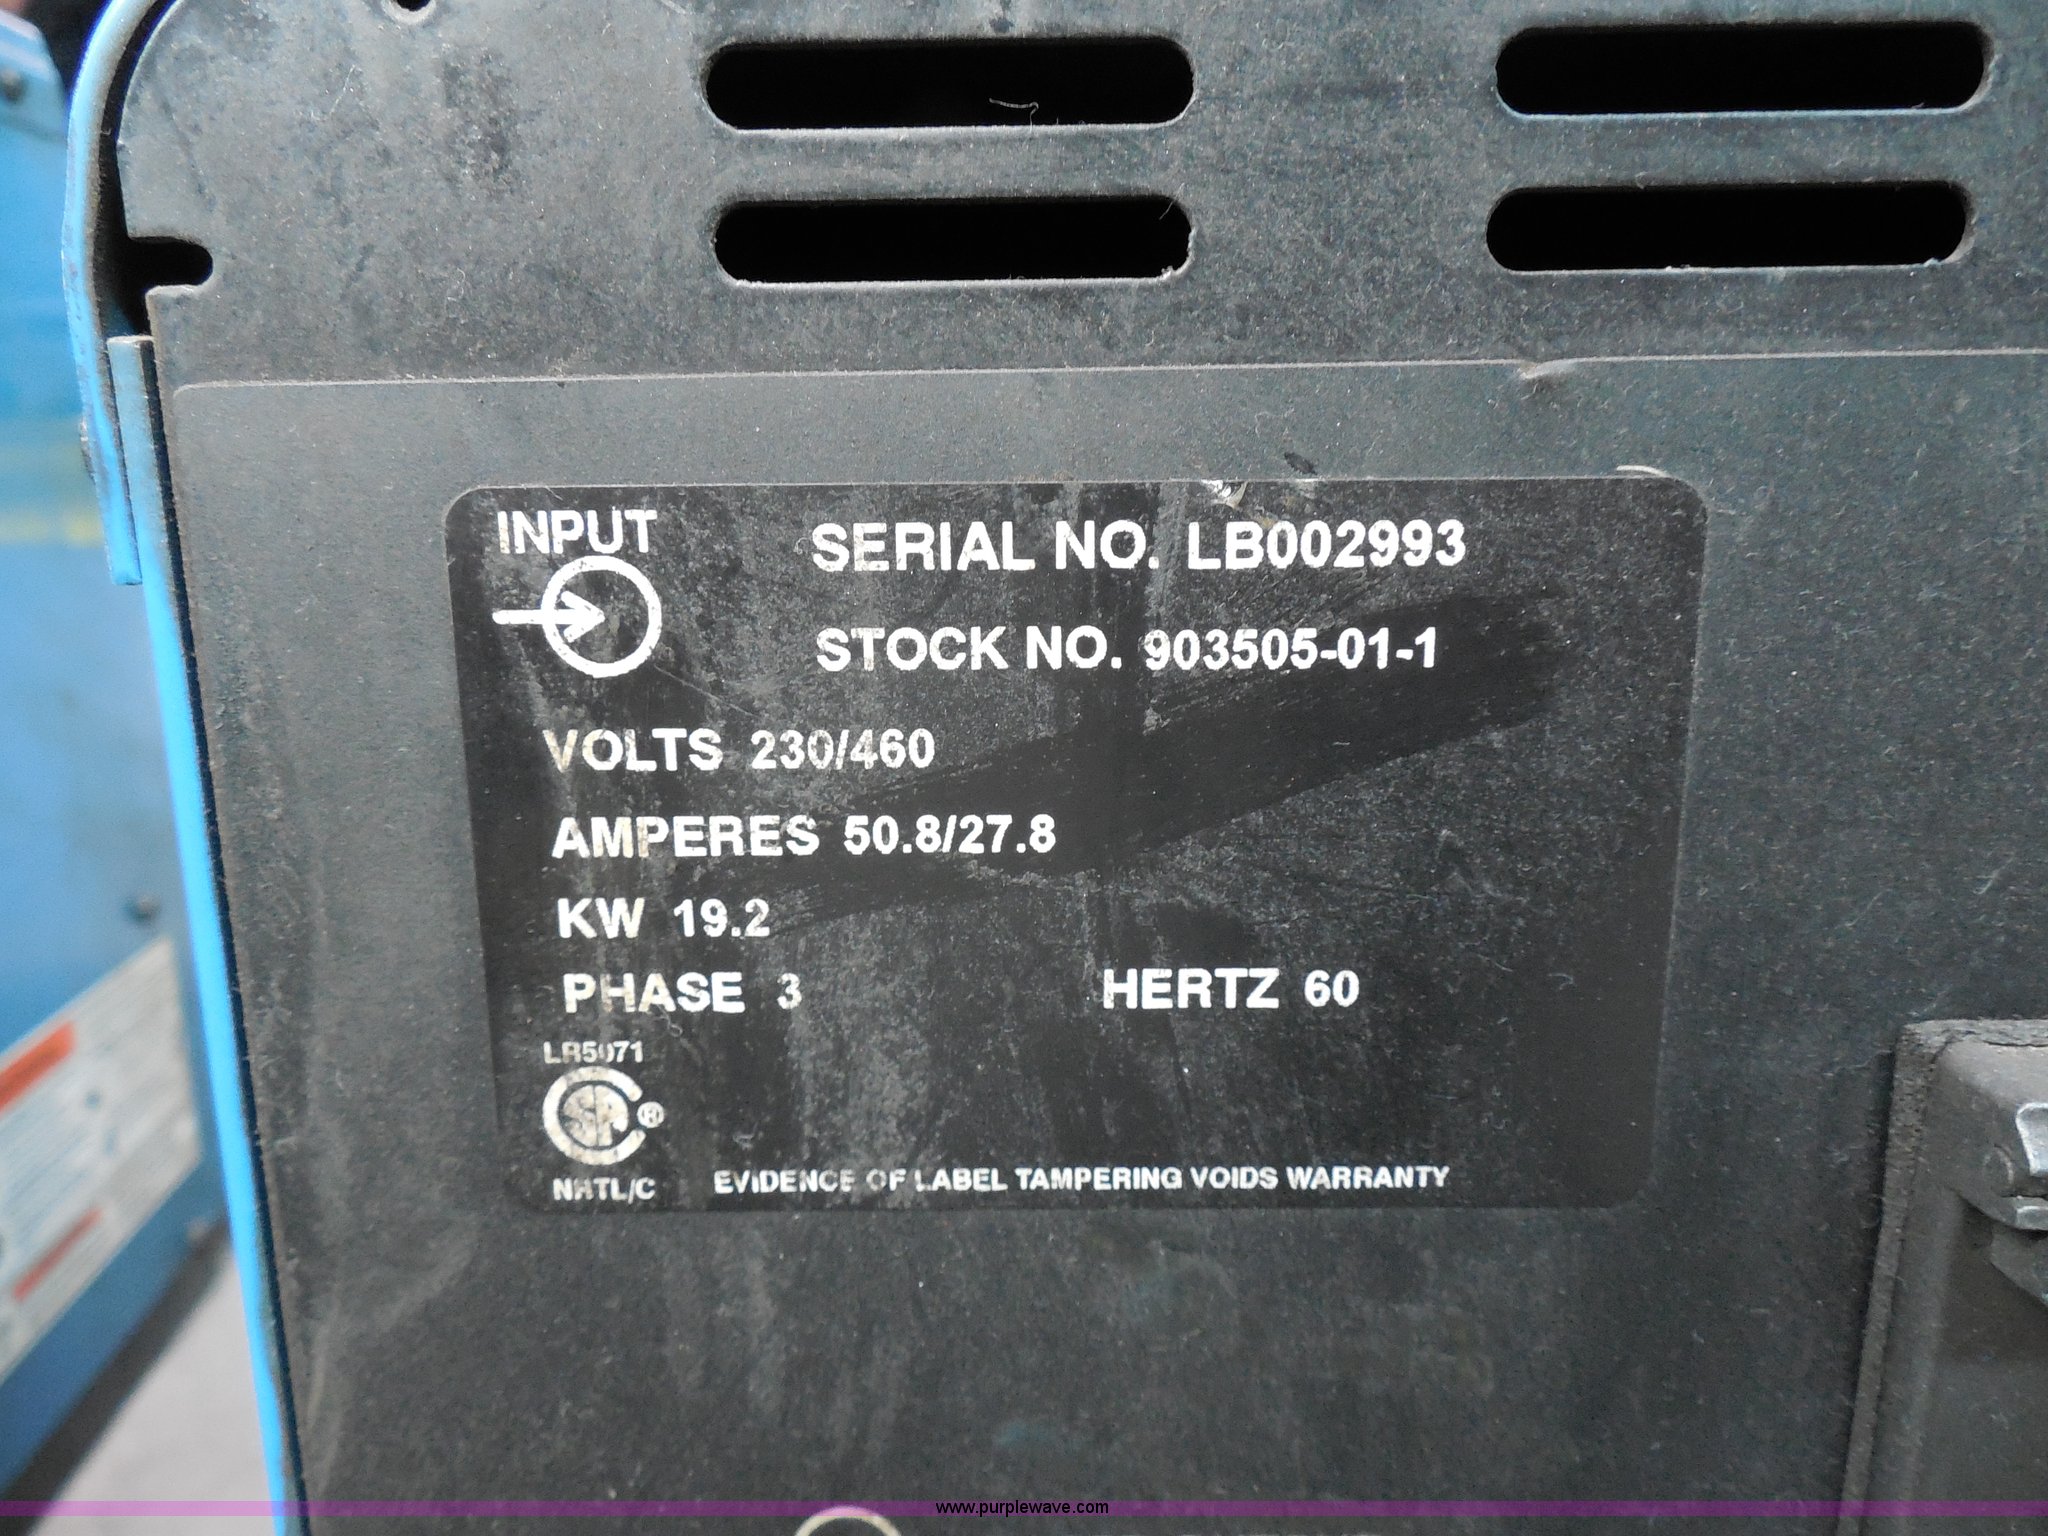 INPUT
SERIAL NO. LB002993
STOCK NO. 903505-01-1
VOLTS 230/460
AMPERES 50.8/27.8
KW 19.2
PHASE 3 HERTZ 60
LR5071
NRTL/C
EVIDENCE OF LABEL TAMPERING VOIDS WARRANTY
www.purplewave.com